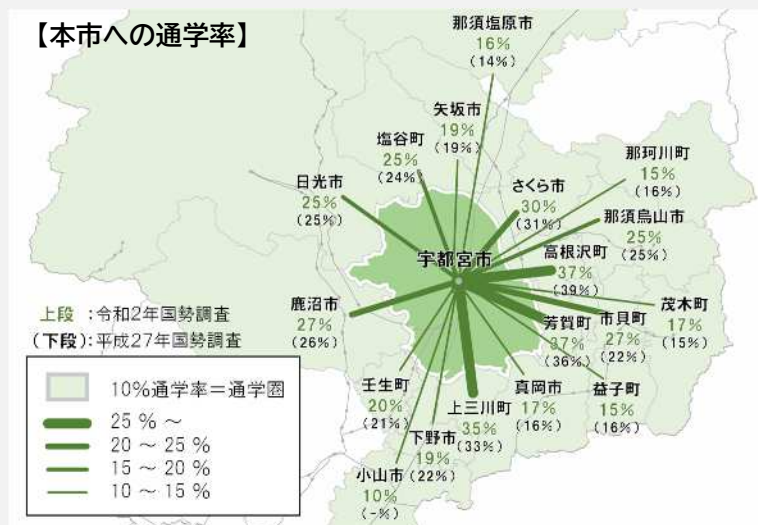 【本市への通学率】
那須塩原市
16%
(14%)
矢坂市
19%
(19%)
塩谷町
25%
(24%)
日光市
25%
(25%)
さくら市
30%
(31%)
那珂川町
15%
(16%)
那須烏山市
25%
(25%)
宇都宮市
高根沢町
37%
(39%)
鹿沼市
27%
(26%)
芳賀町
37%
(36%)
市貝町
27%
(22%)
茂木町
17%
(15%)
壬生町
20%
(21%)
下野市
19%
(22%)
小山市
10%
(-%)
上三川町
35%
(33%)
真岡市
17%
(16%)
益子町
15%
(16%)
上段 :令和2年国勢調査
(下段):平成27年国勢調査
10%通学率=通学圏
25 % ~
20 ~ 25 %
15 ~ 20 %
10 ~ 15 %